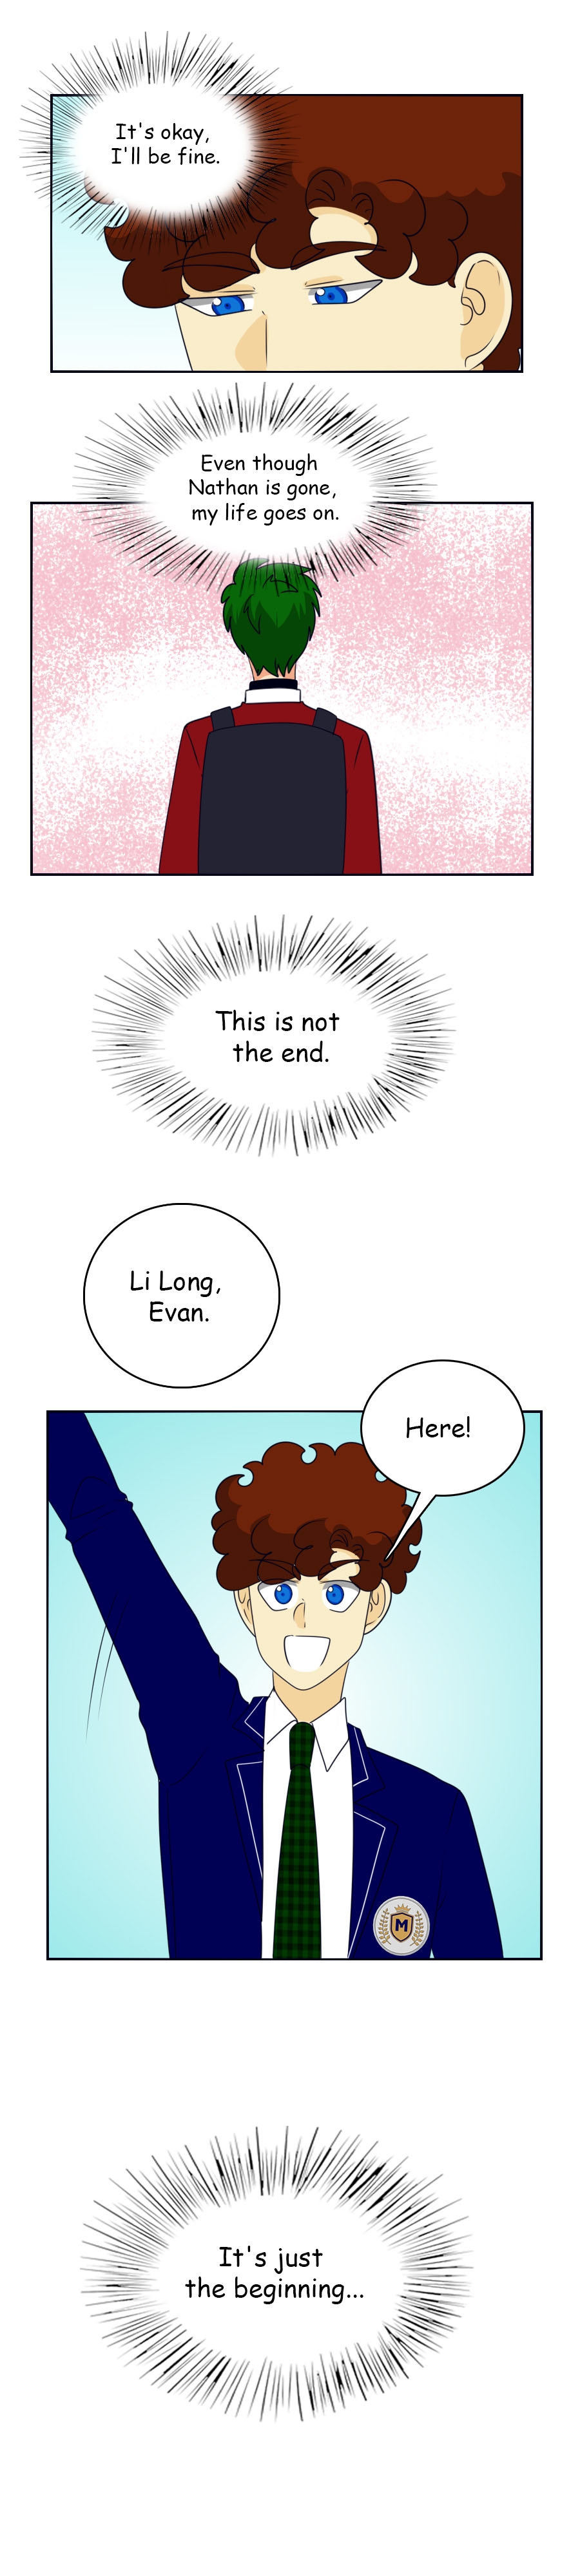 It's okay,
I'll be fine.
Even though
Nathan is gone,
my life goes on.
This is not
the end.
Li Long,
Evan.
Here!
M
It's just
the beginning...